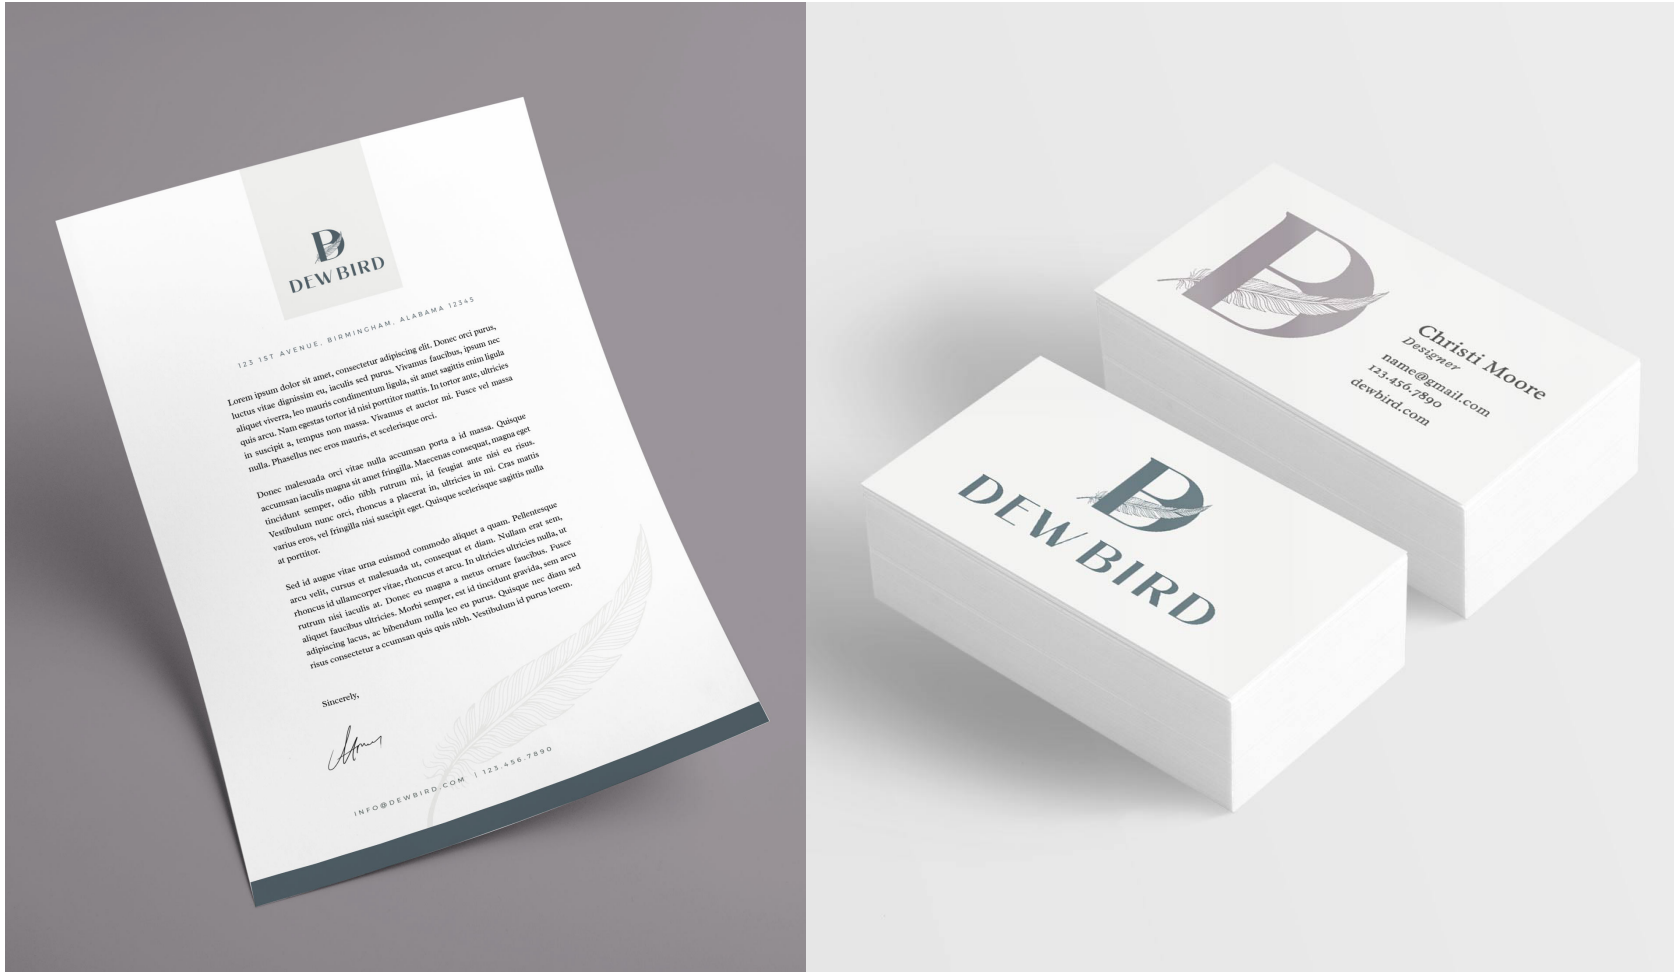 DEW BIRD
123 1ST AVENUE, BIRMINGHAM, ALABAMA 12345
Lorem ipsum dolor sit amet, consectetur adipiscing elit. Donec orci purus,
luctus vitae dignissim eu, iaculis sed purus. Vivamus faucibus, ipsum nec
aliquet viverra, leo mauris condimentum ligula, sit amet sagittis enim ligula
quis arcu. Nam egestas tortor id nisi porttitor mattis. In tortor ante, ultricies
in suscipit a, tempus non massa. Vivamus et auctor mi. Fusce vel massa
nulla. Phasellus nec eros mauris, et scelerisque orci.
Donec malesuada orci vitae nulla accumsan porta a id massa. Quisque
accumsan iaculis magna sit amet fringilla. Maecenas consequat, magna eget
tincidunt semper, odio nibh rutrum mi, id feugiat ante nisi eu risus.
Vestibulum nunc orci, rhoncus a placerat in, ultricies in mi. Cras mattis
varius eros, vel fringilla nisi suscipit eget. Quisque scelerisque sagittis nulla
at porttitor.
Sed id augue vitae urna euismod commodo aliquet a quam. Pellentesque
arcu velit, cursus et malesuada ut, consequat et diam. Nullam erat sem,
rhoncus id ullamcorper vitae, rhoncus et arcu. In ultricies ultricies nulla, ut
rutrum nisi iaculis at. Donec eu magna a metus ornare faucibus. Fusce
aliquet faucibus ultricies. Morbi semper, est id tincidunt gravida, sem arcu
adipiscing lacus, ac bibendum nulla leo eu purus. Quisque nec diam sed
risus consectetur a ccumsan quis quis nibh. Vestibulum id purus lorem.
Sincerely,
INFO@DEWBIRD.COM | 123.456.7890
Christi Moore
Designer
name@gmail.com
123.456.7890
dewbird.com
DEW BIRD